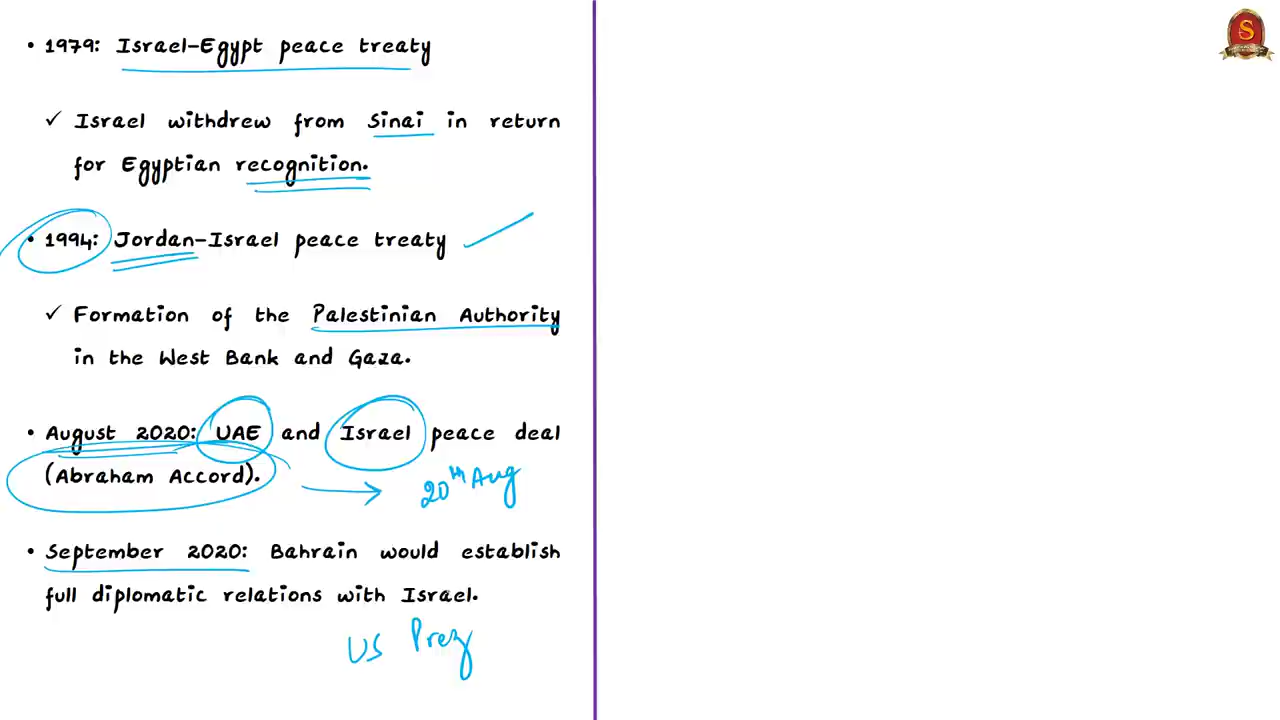 • 1979: Israel-Egypt peace treaty
✓ Israel withdrew from Sinai in return
for Egyptian recognition.
• 1994: Jordan-Israel peace treaty
✓ Formation of the Palestinian Authority
in the West Bank and Gaza.
• August 2020: UAE and Israel peace deal
(Abraham Accord).
20th Aug
• September 2020: Bahrain would establish
full diplomatic relations with Israel.
US Prez
S